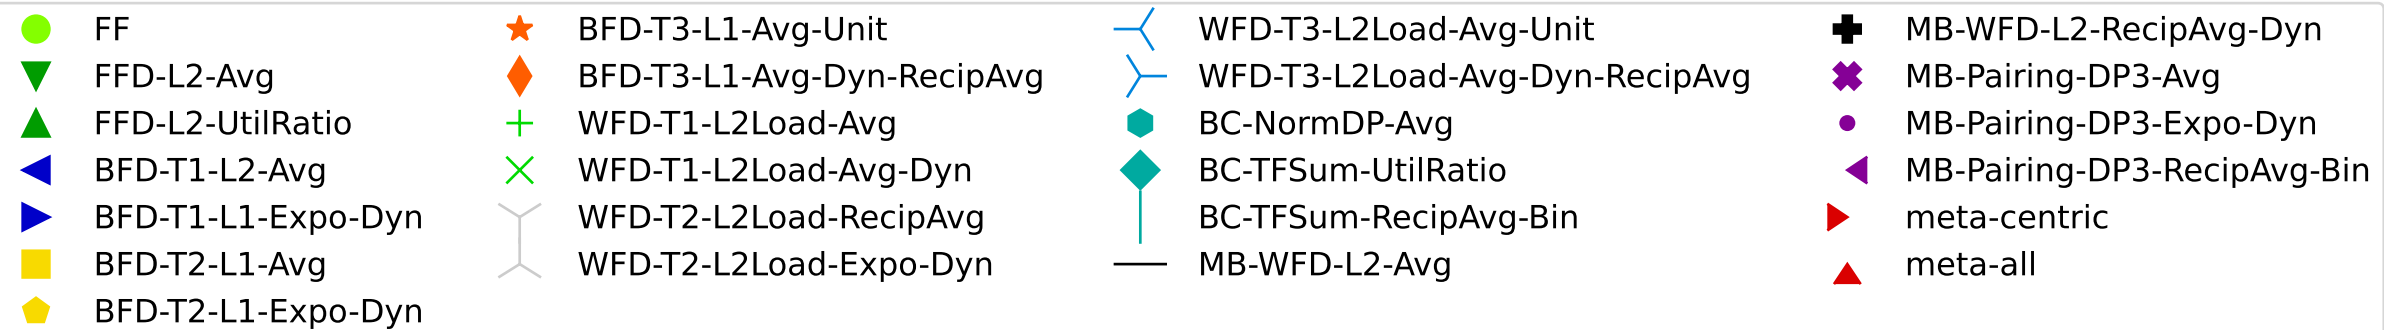 FF
FFD-L2-Avg
FFD-L2-UtilRatio
BFD-T1-L2-Avg
BFD-T1-L1-Expo-Dyn
BFD-T2-L1-Avg
BFD-T2-L1-Expo-Dyn
BFD-T3-L1-Avg-Unit
BFD-T3-L1-Avg-Dyn-RecipAvg
WFD-T1-L2Load-Avg
WFD-T1-L2Load-Avg-Dyn
WFD-T2-L2Load-RecipAvg
WFD-T2-L2Load-Expo-Dyn
WFD-T3-L2Load-Avg-Unit
WFD-T3-L2Load-Avg-Dyn-RecipAvg
BC-NormDP-Avg
BC-TFSum-UtilRatio
BC-TFSum-RecipAvg-Bin
MB-WFD-L2-Avg
MB-WFD-L2-RecipAvg-Dyn
MB-Pairing-DP3-Avg
MB-Pairing-DP3-Expo-Dyn
MB-Pairing-DP3-RecipAvg-Bin
meta-centric
meta-all